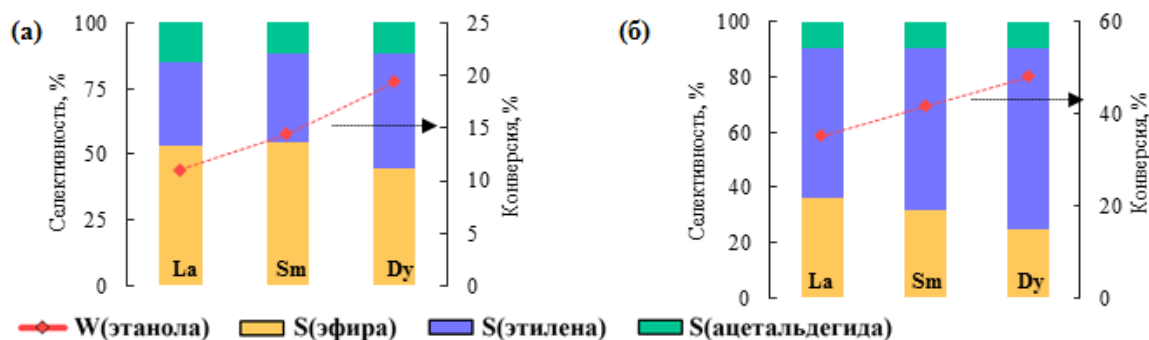 (а)
Селективность, %
100
75
50
25
0
La
Sm
Dy
25
20
15
10
5
0
Конверсия, %
(б)
Селективность, %
100
80
60
40
20
0
La
Sm
Dy
60
40
20
0
Конверсия, %
W(этанола) S(эфира) S(этилена) S(ацетальдегида)